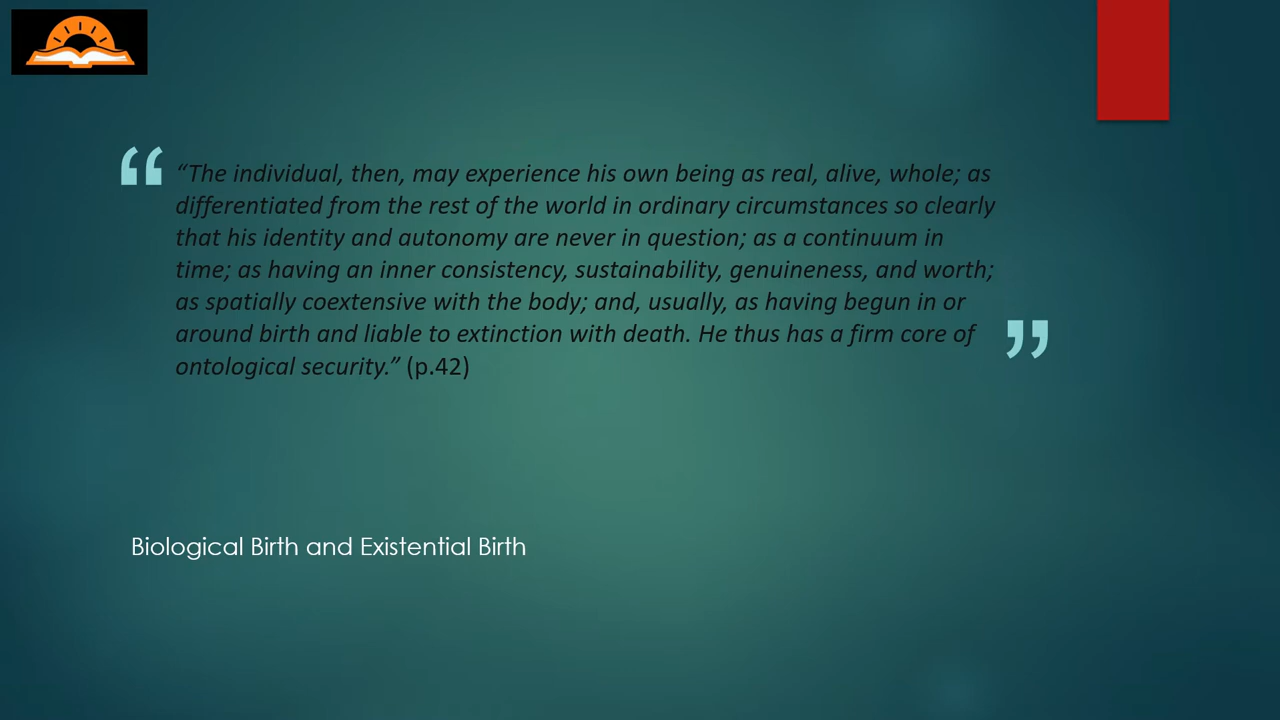 “The individual, then, may experience his own being as real, alive, whole; as
differentiated from the rest of the world in ordinary circumstances so clearly
that his identity and autonomy are never in question; as a continuum in
time; as having an inner consistency, sustainability, genuineness, and worth;
as spatially coextensive with the body; and, usually, as having begun in or
around birth and liable to extinction with death. He thus has a firm core of
ontological security.” (p.42)
Biological Birth and Existential Birth